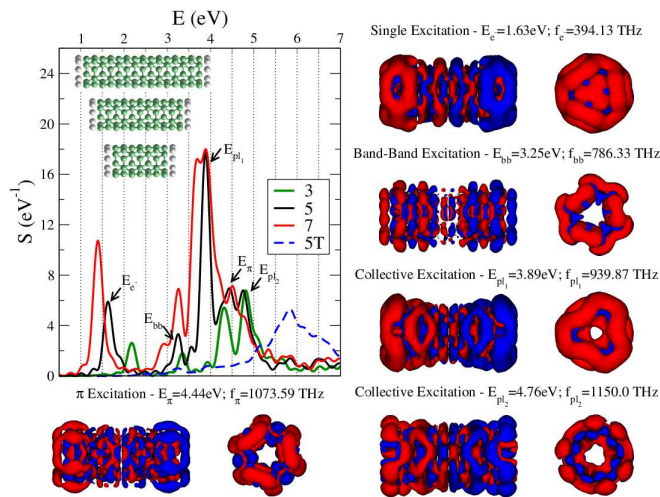 E (eV)
1 2 3 4 5 6 7
S (eV⁻¹)
24
20
16
12
8
4
0
E_pl₁
3
5
7
5T
E_e⁻
E_bb
E_π
E_pl₂
Single Excitation - E_e=1.63eV; f_e=394.13 THz
Band-Band Excitation - E_bb=3.25eV; f_bb=786.33 THz
Collective Excitation - E_pl₁=3.89eV; f_pl₁=939.87 THz
Collective Excitation - E_pl₂=4.76eV; f_pl₂=1150.0 THz
π Excitation - E_π=4.44eV; f_π=1073.59 THz